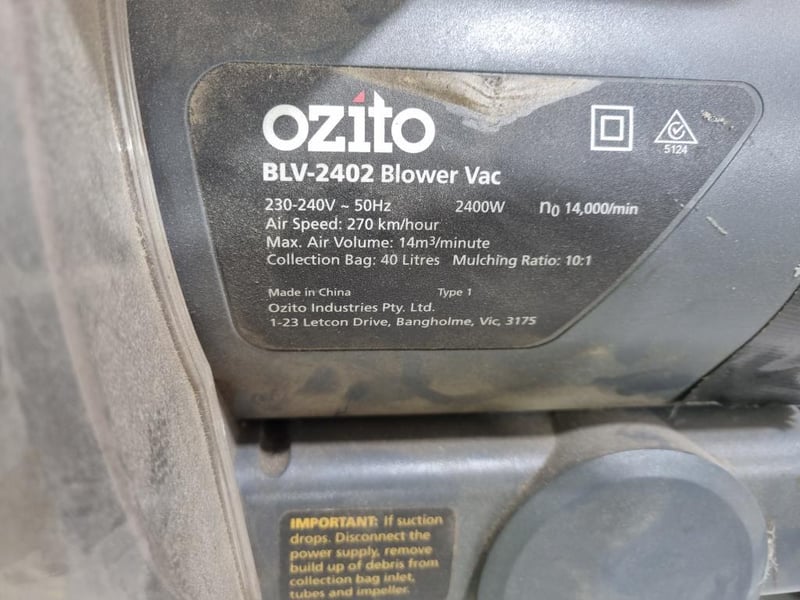 ozito
5124
BLV-2402 Blower Vac
230-240V ~ 50Hz 2400W n0 14,000/min
Air Speed: 270 km/hour
Max. Air Volume: 14m³/minute
Collection Bag: 40 Litres Mulching Ratio: 10:1
Made in China Type 1
Ozito Industries Pty. Ltd.
1-23 Letcon Drive, Bangholme, Vic, 3175
IMPORTANT: If suction
drops. Disconnect the
power supply, remove
build up of debris from
collection bag inlet,
tubes and impeller.